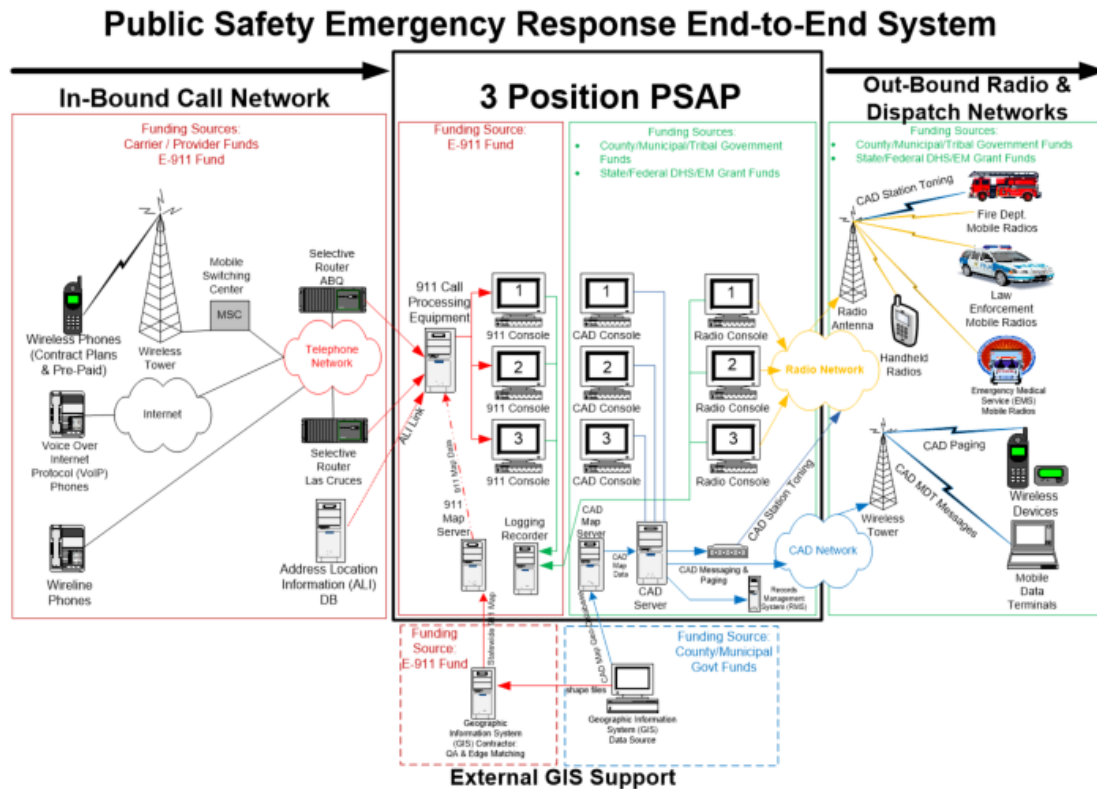 Public Safety Emergency Response End-to-End System
In-Bound Call Network
3 Position PSAP
Out-Bound Radio &
Dispatch Networks
Funding Sources:
Carrier / Provider Funds
E-911 Fund
Funding Source:
E-911 Fund
Funding Sources:
• County/Municipal/Tribal Government
Funds
• State/Federal DHS/EM Grant Funds
Funding Sources:
• County/Municipal/Tribal Government Funds
• State/Federal DHS/EM Grant Funds
Wireless Phones
(Contract Plans
& Pre-Paid)
Wireless
Tower
Mobile
Switching
Center
MSC
Selective
Router
ABQ
Telephone
Network
Internet
Voice Over
Internet
Protocol (VoIP)
Phones
Selective
Router
Las Cruces
Wireline
Phones
Address Location
Information (ALI)
DB
ALI Link
911 Call
Processing
Equipment
911 Map Data
911
Map
Server
Logging
Recorder
1
911 Console
2
911 Console
3
911 Console
1
CAD Console
2
CAD Console
3
CAD Console
1
Radio Console
2
Radio Console
3
Radio Console
CAD
Map
Server
CAD
Map
Data
CAD
Server
CAD Messaging &
Paging
Records
Management
System (RMS)
CAD Station Toning
Radio Network
CAD Network
CAD Station Toning
Radio
Antenna
Fire Dept.
Mobile Radios
Law
Enforcement
Mobile Radios
Handheld
Radios
Emergency Medical
Service (EMS)
Mobile Radios
CAD Paging
CAD MDT Messages
Wireless
Tower
Wireless
Devices
Mobile
Data
Terminals
Funding
Source:
E-911 Fund
Statewide 911 Map
Geographic
Information System
(GIS) Contractor
QA & Edge Matching
shape files
Funding Source:
County/Municipal
Govt Funds
Geographic Information
System (GIS)
Data Source
External GIS Support